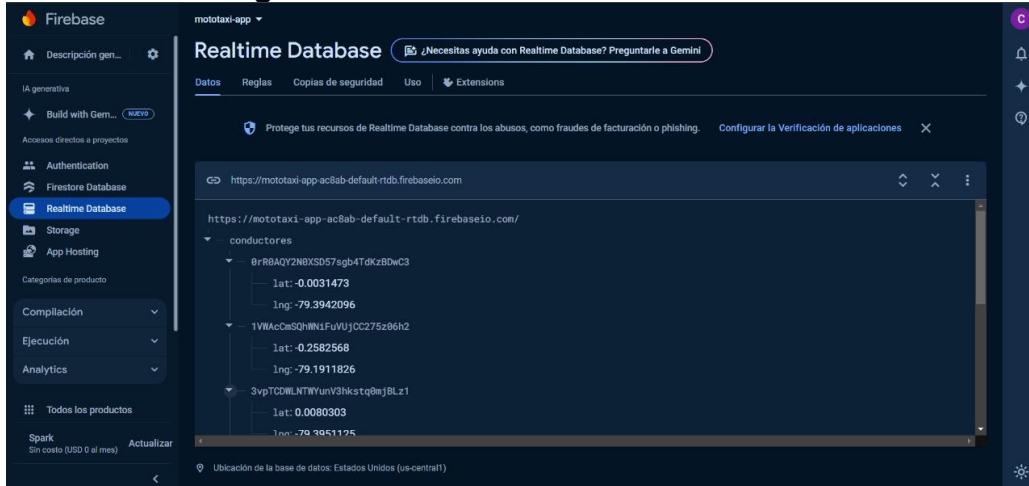 Firebase
Descripción gen...
IA generativa
Build with Gem... NUEVO
Accesos directos a proyectos
Authentication
Firestore Database
Realtime Database
Storage
App Hosting
Categorías de producto
Compilación
Ejecución
Analytics
Todos los productos
Spark
Sin costo (USD 0 al mes)
Actualizar
mototaxi-app
Realtime Database
¿Necesitas ayuda con Realtime Database? Preguntarle a Gemini
Datos Reglas Copias de seguridad Uso Extensions
Protege tus recursos de Realtime Database contra los abusos, como fraudes de facturación o phishing. Configurar la Verificación de aplicaciones
https://mototaxi-app-ac8ab-default-rtdb.firebaseio.com
https://mototaxi-app-ac8ab-default-rtdb.firebaseio.com/
conductores
0rR0AQY2N0XSD57sgb4TdKzBDwC3
lat: -0.0031473
lng: -79.3942096
1VWAcCmSQhWNiFuVUjCC275z06h2
lat: -0.2582568
lng: -79.1911826
3vpTCDWLNTWYunV3hkstq0mjBLz1
lat: 0.0080303
lng: -79.3951125
Ubicación de la base de datos: Estados Unidos (us-central1)
C